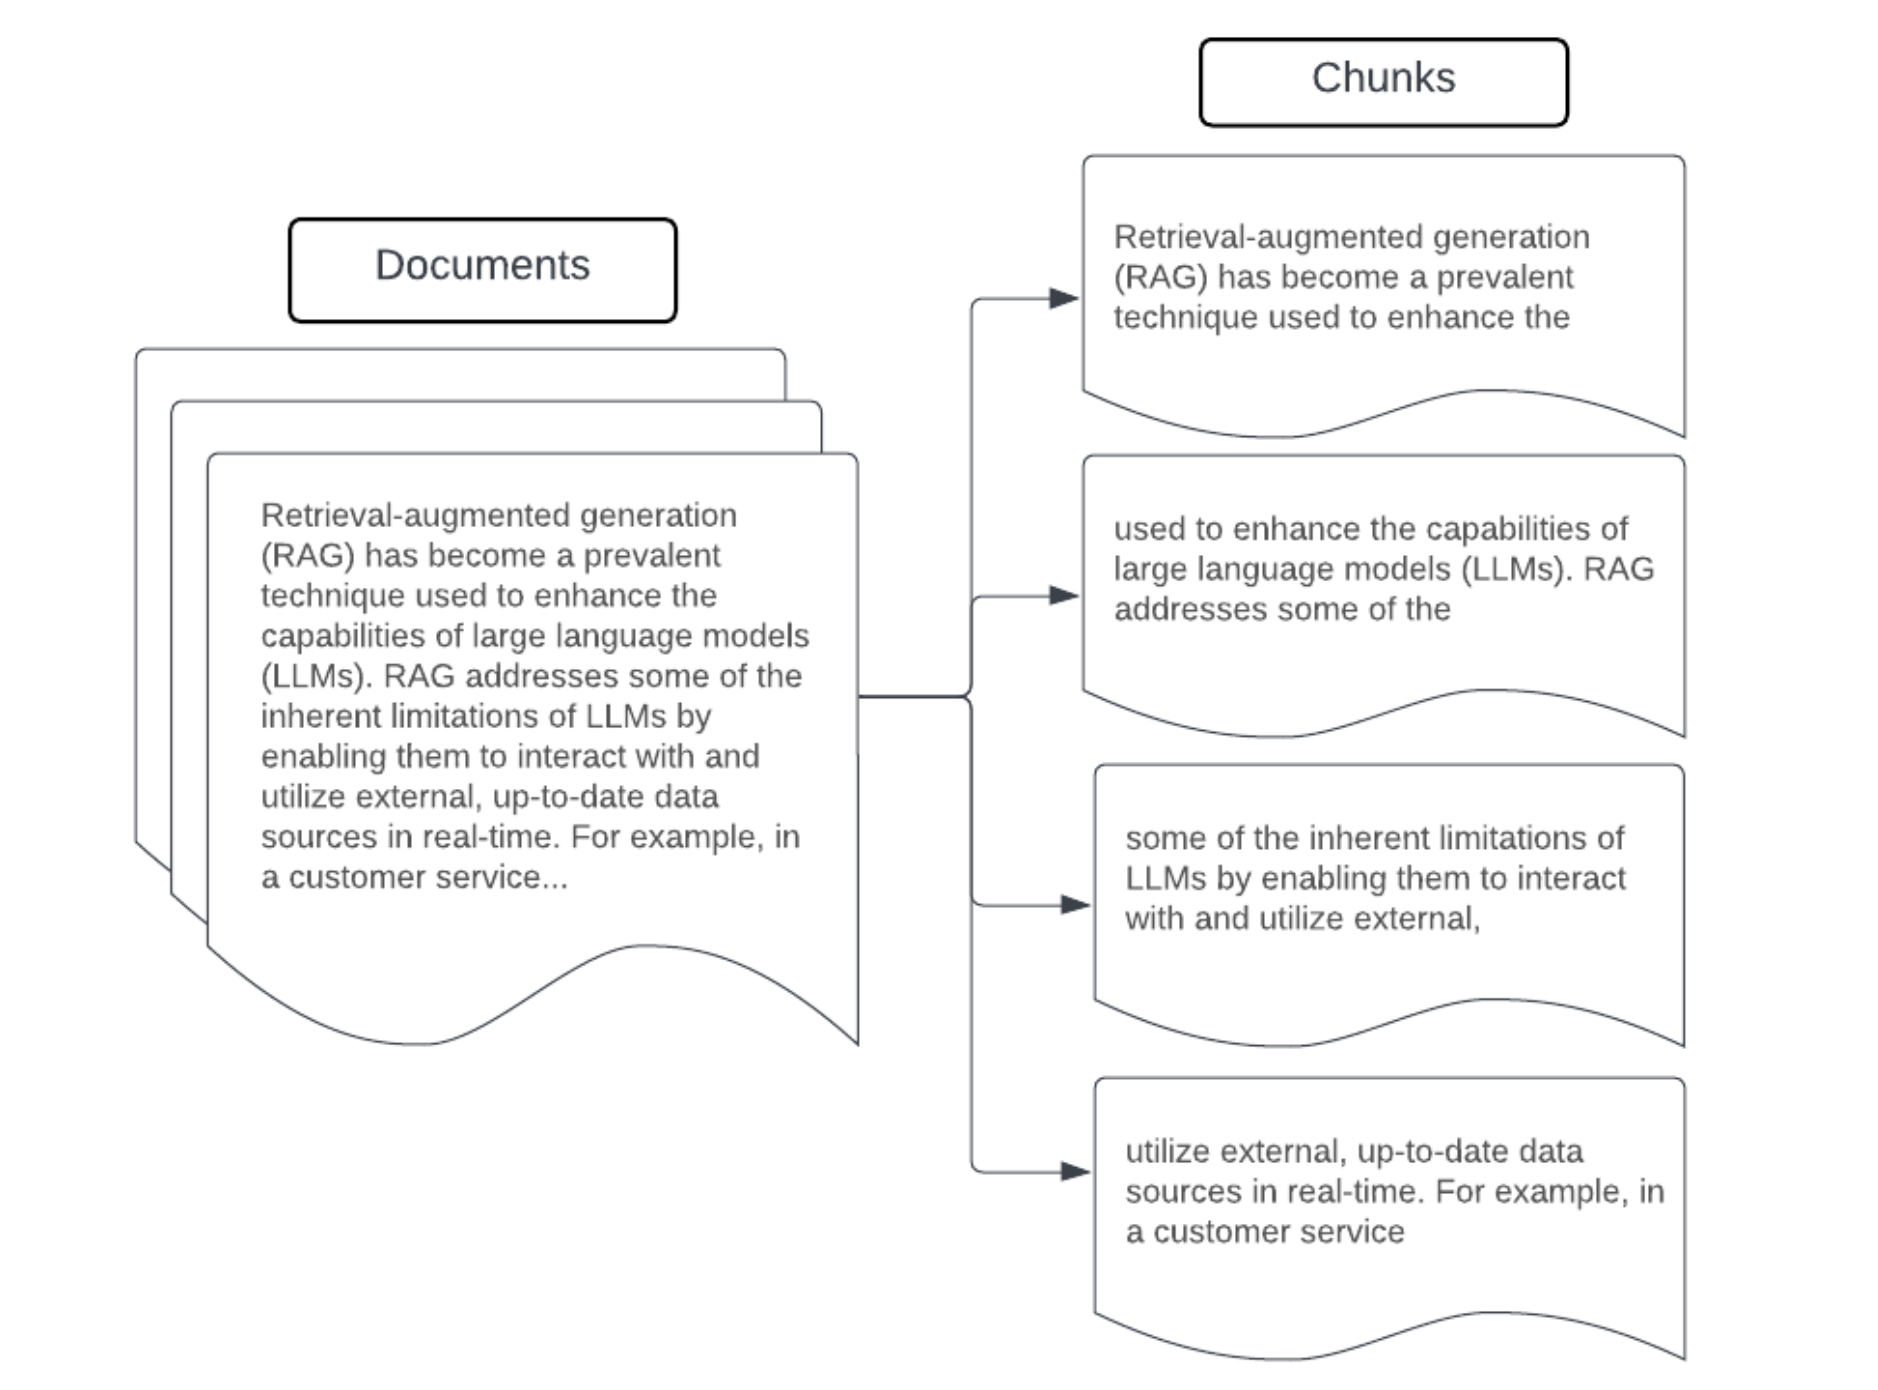 Documents
Retrieval-augmented generation
(RAG) has become a prevalent
technique used to enhance the
capabilities of large language models
(LLMs). RAG addresses some of the
inherent limitations of LLMs by
enabling them to interact with and
utilize external, up-to-date data
sources in real-time. For example, in
a customer service...
Chunks
Retrieval-augmented generation
(RAG) has become a prevalent
technique used to enhance the
used to enhance the capabilities of
large language models (LLMs). RAG
addresses some of the
some of the inherent limitations of
LLMs by enabling them to interact
with and utilize external,
utilize external, up-to-date data
sources in real-time. For example, in
a customer service